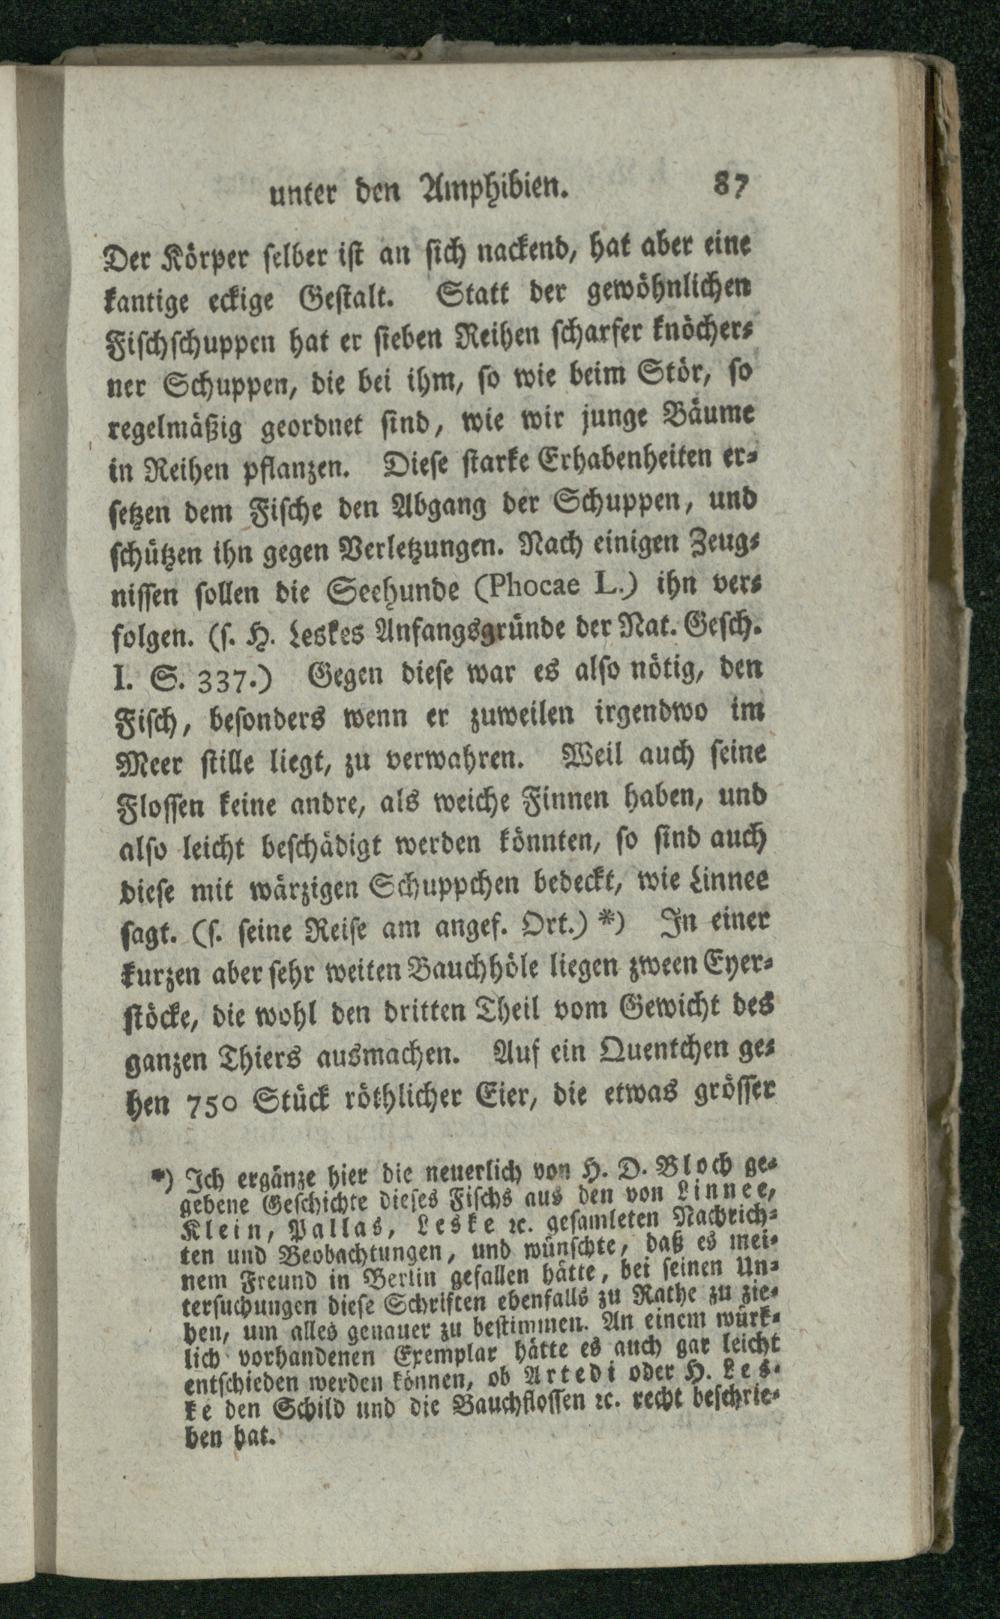 unter den Amphibien. 87
Der Körper selber ist an sich nackend, hat aber eine
kantige eckige Gestalt. Statt der gewöhnlichen
Fischschuppen hat er sieben Reihen scharfer knöcher-
ner Schuppen, die bei ihm, so wie beim Stör, so
regelmäßig geordnet sind, wie wir junge Bäume
in Reihen pflanzen. Diese starke Erhabenheiten er-
setzen dem Fische den Abgang der Schuppen, und
schützen ihn gegen Verletzungen. Nach einigen Zeug-
nissen sollen die Seehunde (Phocae L.) ihn ver-
folgen. (s. H. Leskes Anfangsgründe der Nat. Gesch.
I. S. 337.) Gegen diese war es also nötig, den
Fisch, besonders wenn er zuweilen irgendwo im
Meer stille liegt, zu verwahren. Weil auch seine
Flossen keine andre, als weiche Finnen haben, und
also leicht beschädigt werden könnten, so sind auch
diese mit wärzigen Schuppchen bedeckt, wie Linnee
sagt. (s. seine Reise am angef. Ort.) *) In einer
kurzen aber sehr weiten Bauchhöle liegen zween Eyer-
stöcke, die wohl den dritten Theil vom Gewicht des
ganzen Thiers ausmachen. Auf ein Quentchen ge-
hen 750 Stück röthlicher Eier, die etwas grösser
*) Ich ergänze hier die neuerlich von H. D. Bloch ge-
gebene Geschichte dieses Fischs aus den von Linnee,
Klein, Pallas, Leske ꝛc. gesamleten Nachrich-
ten und Beobachtungen, und wünschte, daß es mei-
nem Freund in Berlin gefallen hätte, bei seinen Un-
tersuchungen diese Schriften ebenfalls zu Rathe zu zie-
hen, um alles genauer zu bestimmen. An einem würk-
lich vorhandenen Exemplar hätte es auch gar leicht
entschieden werden können, ob Artedi oder H. Les-
ke den Schild und die Bauchflossen ꝛc. recht beschrie-
ben hat.